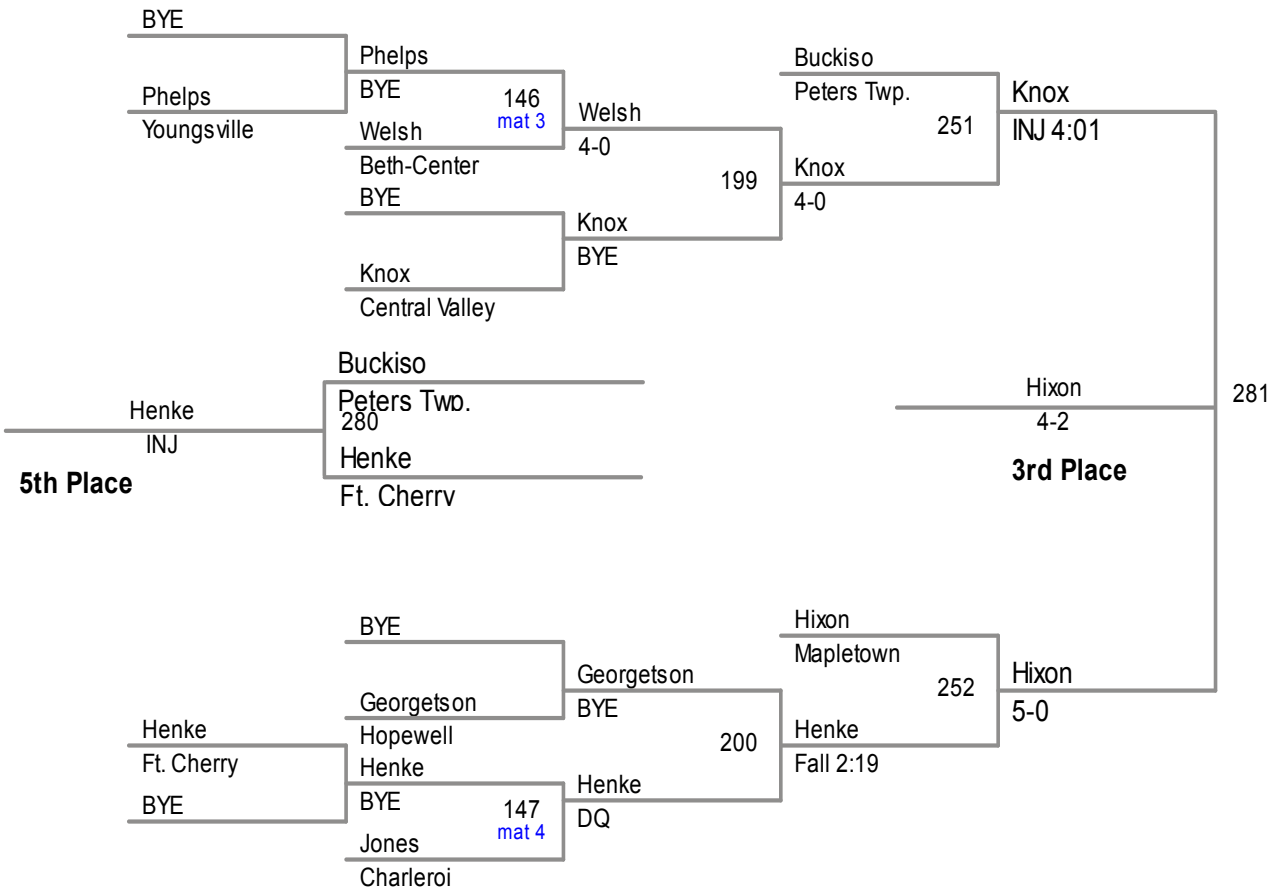 BYE
Phelps
Youngsville
Phelps
BYE
146
mat 3
Welsh
Beth-Center
BYE
Knox
Central Valley
Welsh
4-0
Knox
BYE
199
Buckiso
Peters Twp.
251
Knox
4-0
Knox
INJ 4:01
Buckiso
Peters Twp.
280
Henke
Ft. Cherry
Henke
INJ
5th Place
Hixon
4-2
3rd Place
281
BYE
Georgetson
Hopewell
Henke
Ft. Cherry
BYE
Henke
BYE
147
mat 4
Jones
Charleroi
Georgetson
BYE
200
Henke
DQ
Hixon
Mapletown
252
Henke
Fall 2:19
Hixon
5-0